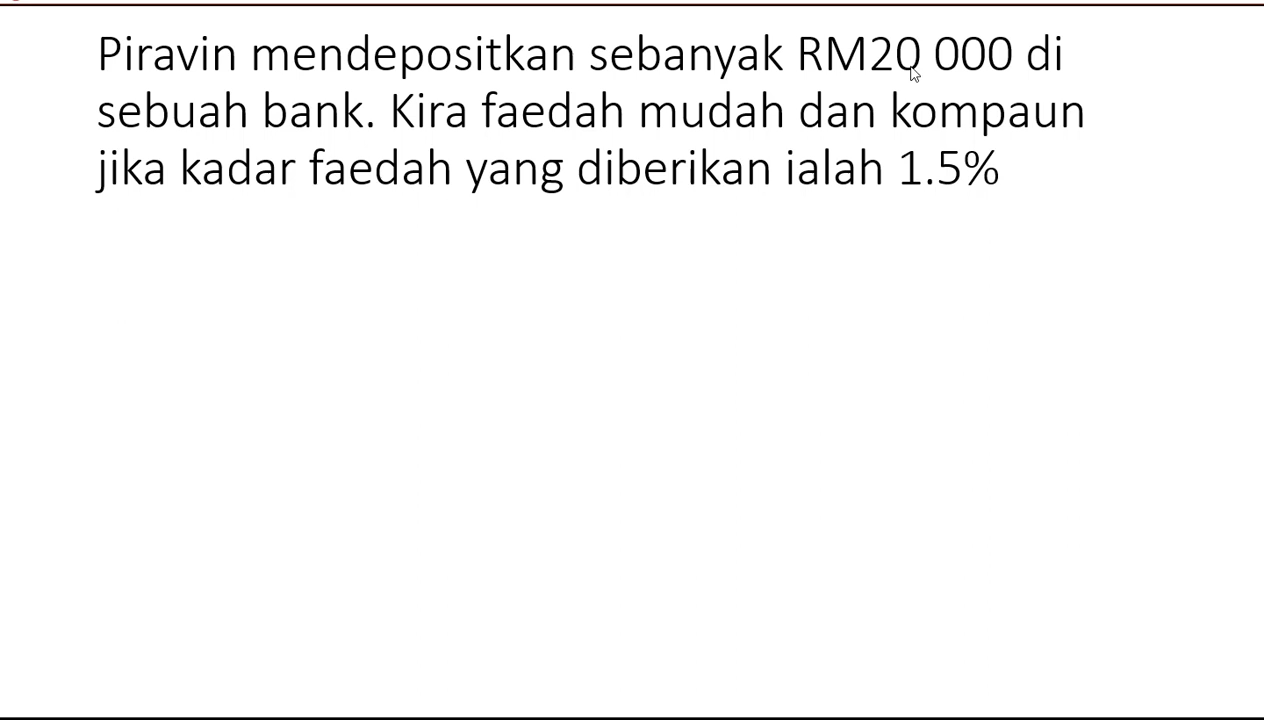 Piravin mendepositkan sebanyak RM20 000 di
sebuah bank. Kira faedah mudah dan kompaun
jika kadar faedah yang diberikan ialah 1.5%